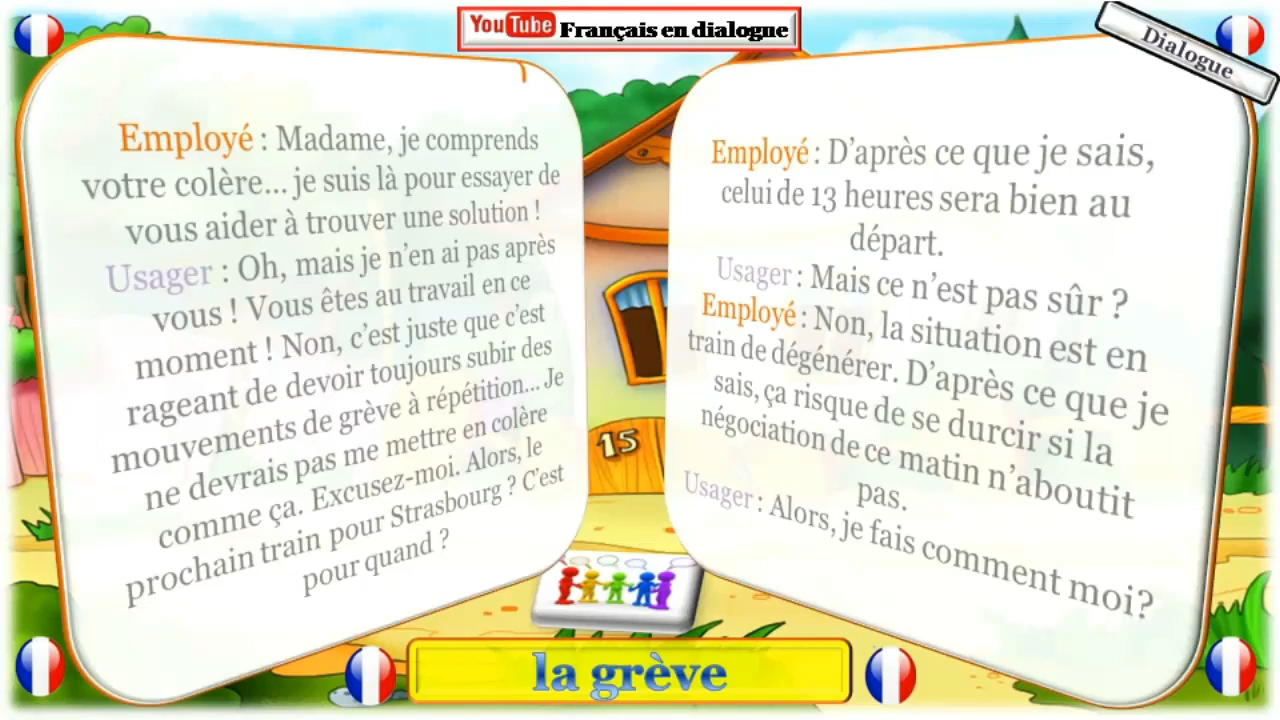 YouTube Français en dialogue
Dialogue
Employé : Madame, je comprends
votre colère... je suis là pour essayer de
vous aider à trouver une solution !
Usager : Oh, mais je n'en ai pas après
vous ! Vous êtes au travail en ce
moment ! Non, c'est juste que c'est
rageant de devoir toujours subir des
mouvements de grève à répétition... Je
ne devrais pas me mettre en colère
comme ça. Excusez-moi. Alors, le
prochain train pour Strasbourg ? C'est
pour quand ?
Employé : D'après ce que je sais,
celui de 13 heures sera bien au
départ.
Usager : Mais ce n'est pas sûr ?
Employé : Non, la situation est en
train de dégénérer. D'après ce que je
sais, ça risque de se durcir si la
négociation de ce matin n'aboutit
pas.
Usager : Alors, je fais comment moi?
15
la grève